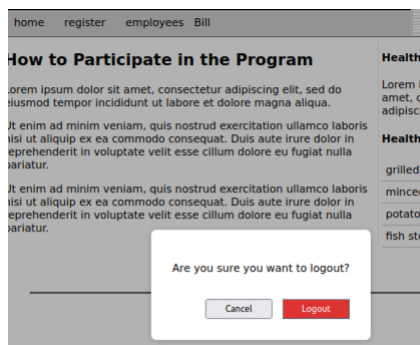 home register employees Bill
How to Participate in the Program
Lorem ipsum dolor sit amet, consectetur adipiscing elit, sed do
eiusmod tempor incididunt ut labore et dolore magna aliqua.
Ut enim ad minim veniam, quis nostrud exercitation ullamco laboris
nisi ut aliquip ex ea commodo consequat. Duis aute irure dolor in
reprehenderit in voluptate velit esse cillum dolore eu fugiat nulla
pariatur.
Ut enim ad minim veniam, quis nostrud exercitation ullamco laboris
nisi ut aliquip ex ea commodo consequat. Duis aute irure dolor in
reprehenderit in voluptate velit esse cillum dolore eu fugiat nulla
pariatur.
Health
Lorem
amet,
adipisc
Health
grilled
mince
potato
fish
Are you sure you want to logout?
Cancel Logout